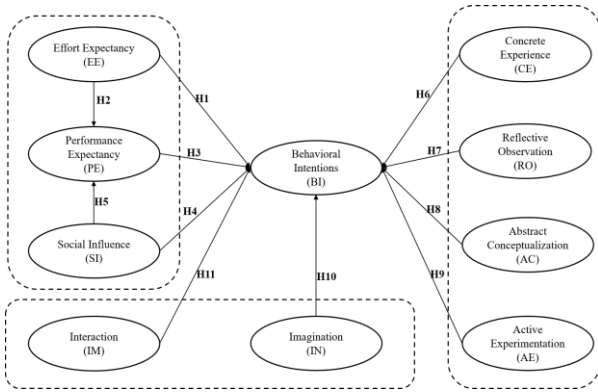 Effort Expectancy
(EE)
H2
H1
Performance
Expectancy
(PE)
H3
H5
H4
Social Influence
(SI)
H11
Interaction
(IM)
Imagination
(IN)
H10
Behavioral
Intentions
(BI)
Concrete
Experience
(CE)
H6
Reflective
Observation
(RO)
H7
H8
Abstract
Conceptualization
(AC)
H9
Active
Experimentation
(AE)